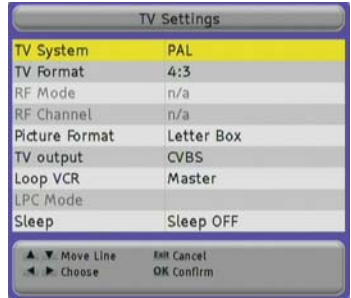 TV Settings
TV System PAL
TV Format 4:3
RF Mode n/a
RF Channel n/a
Picture Format Letter Box
TV output CVBS
Loop VCR Master
LPC Mode
Sleep Sleep OFF
▲ ▼ Move Line Exit Cancel
◄ ► Choose OK Confirm